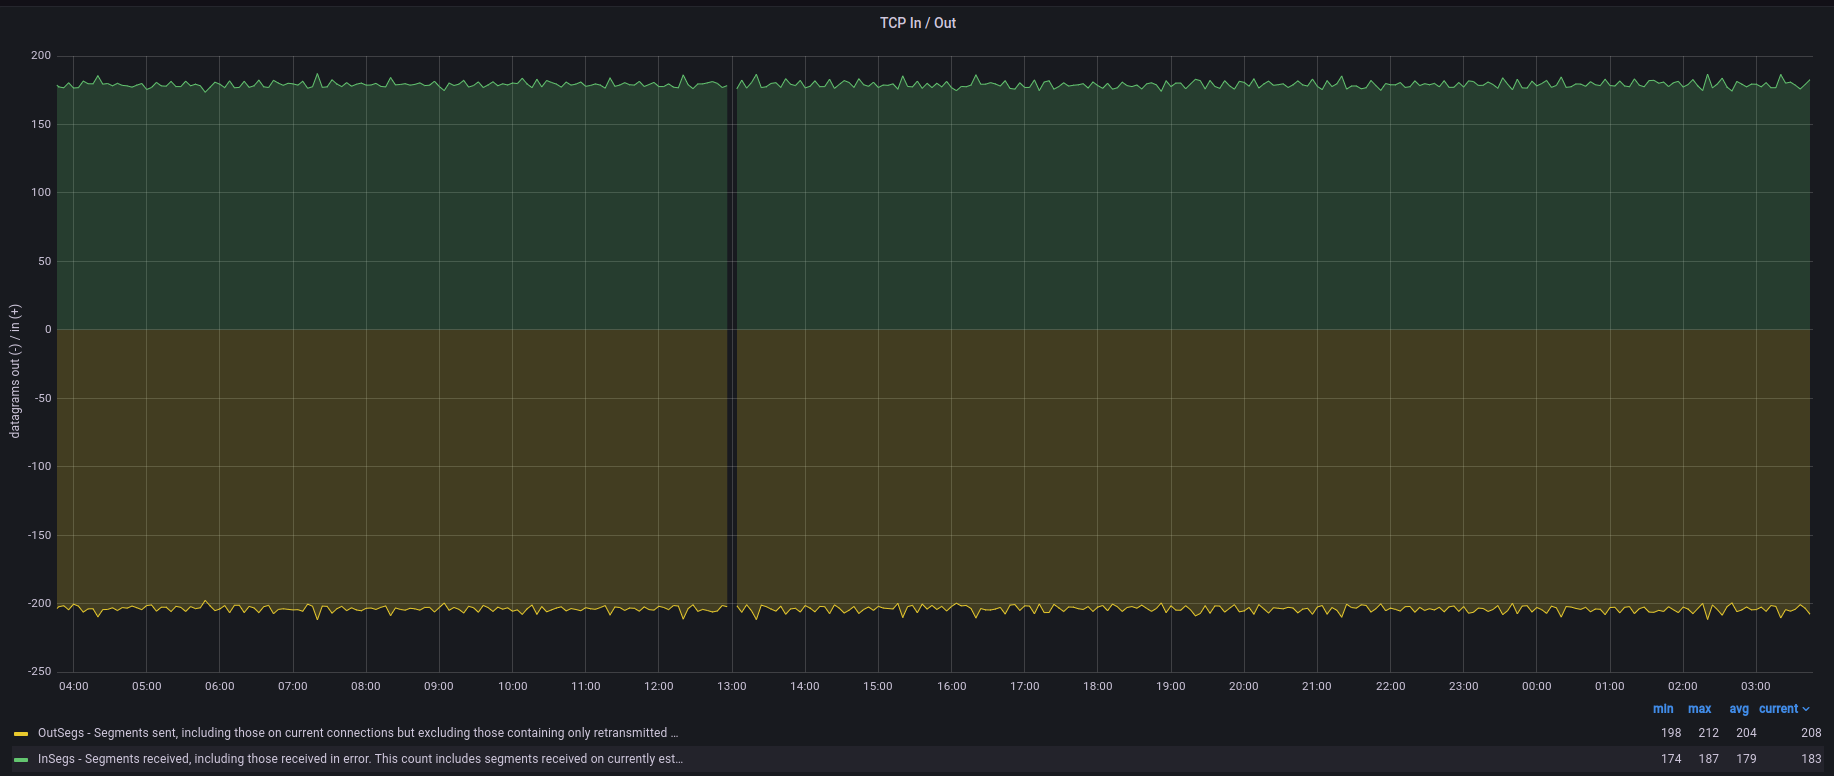 TCP In / Out
datagrams out (-) / in (+)
200
150
100
50
0
-50
-100
-150
-200
-250
04:00 05:00 06:00 07:00 08:00 09:00 10:00 11:00 12:00 13:00 14:00 15:00 16:00 17:00 18:00 19:00 20:00 21:00 22:00 23:00 00:00 01:00 02:00 03:00
min max avg current
OutSegs - Segments sent, including those on current connections but excluding those containing only retransmitted ... 198 212 204 208
InSegs - Segments received, including those received in error. This count includes segments received on currently est... 174 187 179 183